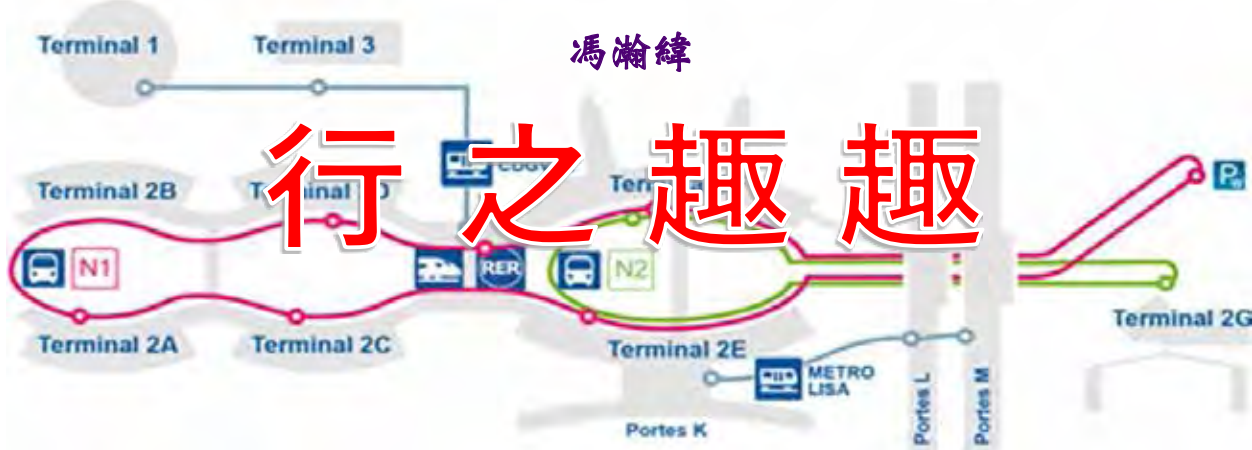 Terminal 1 Terminal 3 馮瀚緯
行之趣趣
Terminal 2B
N1 RER N2 P
Terminal 2A Terminal 2C Terminal 2E Terminal 2G
METRO
LISA
Portes K
Portes L
Portes M